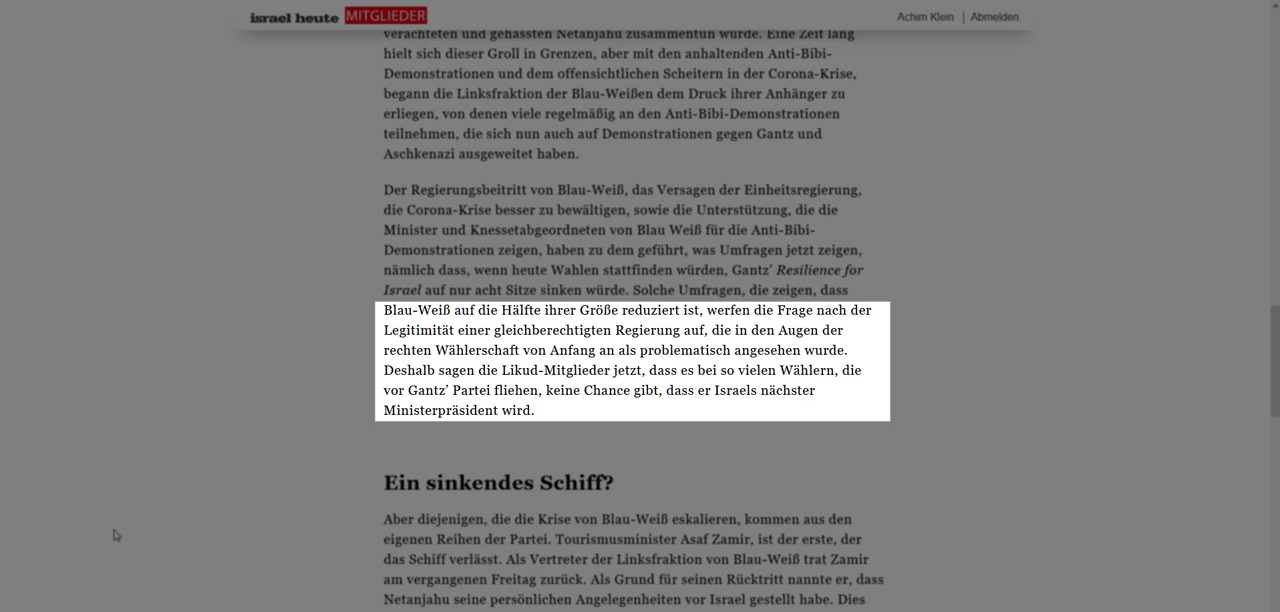 israel heute MITGLIEDER
Achim Klein | Abmelden
verachteten und gehassten Netanjahu zusammentun würde. Eine Zeit lang
hielt sich dieser Groll in Grenzen, aber mit den anhaltenden Anti-Bibi-
Demonstrationen und dem offensichtlichen Scheitern in der Corona-Krise,
begann die Linksfraktion der Blau-Weißen dem Druck ihrer Anhänger zu
erliegen, von denen viele regelmäßig an den Anti-Bibi-Demonstrationen
teilnehmen, die sich nun auch auf Demonstrationen gegen Gantz und
Aschkenazi ausgeweitet haben.
Der Regierungsbeitritt von Blau-Weiß, das Versagen der Einheitsregierung,
die Corona-Krise besser zu bewältigen, sowie die Unterstützung, die die
Minister und Knessetabgeordneten von Blau Weiß für die Anti-Bibi-
Demonstrationen zeigen, haben zu dem geführt, was Umfragen jetzt zeigen,
nämlich dass, wenn heute Wahlen stattfinden würden, Gantz’ Resilience for
Israel auf nur acht Sitze sinken würde. Solche Umfragen, die zeigen, dass
Blau-Weiß auf die Hälfte ihrer Größe reduziert ist, werfen die Frage nach der
Legitimität einer gleichberechtigten Regierung auf, die in den Augen der
rechten Wählerschaft von Anfang an als problematisch angesehen wurde.
Deshalb sagen die Likud-Mitglieder jetzt, dass es bei so vielen Wählern, die
vor Gantz’ Partei fliehen, keine Chance gibt, dass er Israels nächster
Ministerpräsident wird.
Ein sinkendes Schiff?
Aber diejenigen, die die Krise von Blau-Weiß eskalieren, kommen aus den
eigenen Reihen der Partei. Tourismusminister Asaf Zamir, ist der erste, der
das Schiff verlässt. Als Vertreter der Linksfraktion von Blau-Weiß trat Zamir
am vergangenen Freitag zurück. Als Grund für seinen Rücktritt nannte er, dass
Netanjahu seine persönlichen Angelegenheiten vor Israel gestellt habe. Dies